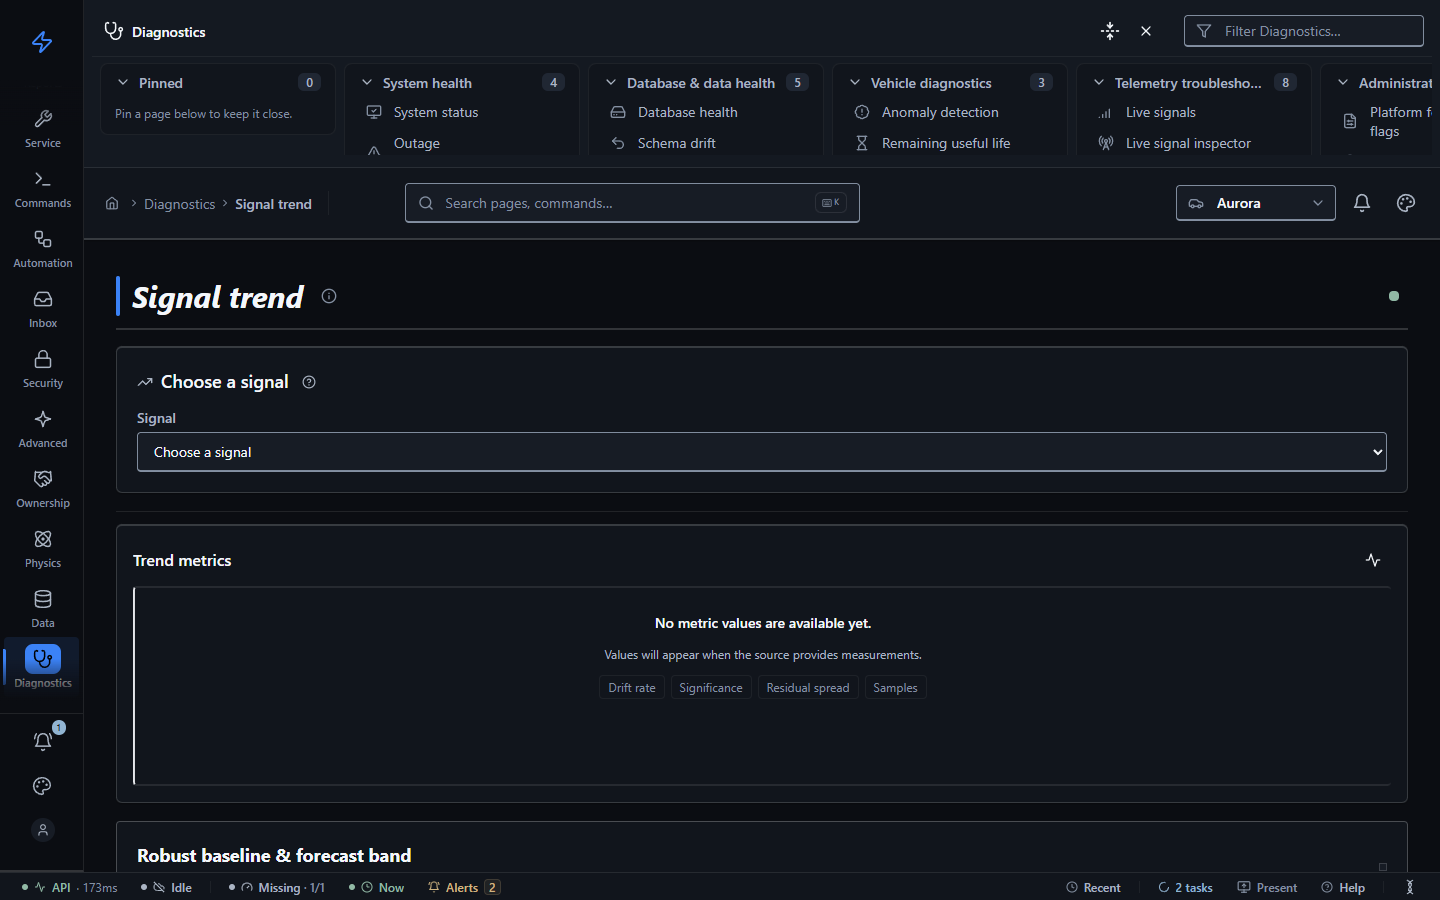 Diagnostics
Filter Diagnostics...
Pinned
0
Pin a page below to keep it close.
System health
4
System status
Outage
Database & data health
5
Database health
Schema drift
Vehicle diagnostics
3
Anomaly detection
Remaining useful life
Telemetry troublesho...
8
Live signals
Live signal inspector
Administrat
Platform f
flags
Service
Commands
Automation
Inbox
Security
Advanced
Ownership
Physics
Data
Diagnostics
1
Diagnostics
Signal trend
Search pages, commands...
K
Aurora
Signal trend
Choose a signal
Signal
Choose a signal
Trend metrics
No metric values are available yet.
Values will appear when the source provides measurements.
Drift rate
Significance
Residual spread
Samples
Robust baseline & forecast band
API · 173ms
Idle
Missing · 1/1
Now
Alerts 2
Recent
2 tasks
Present
Help